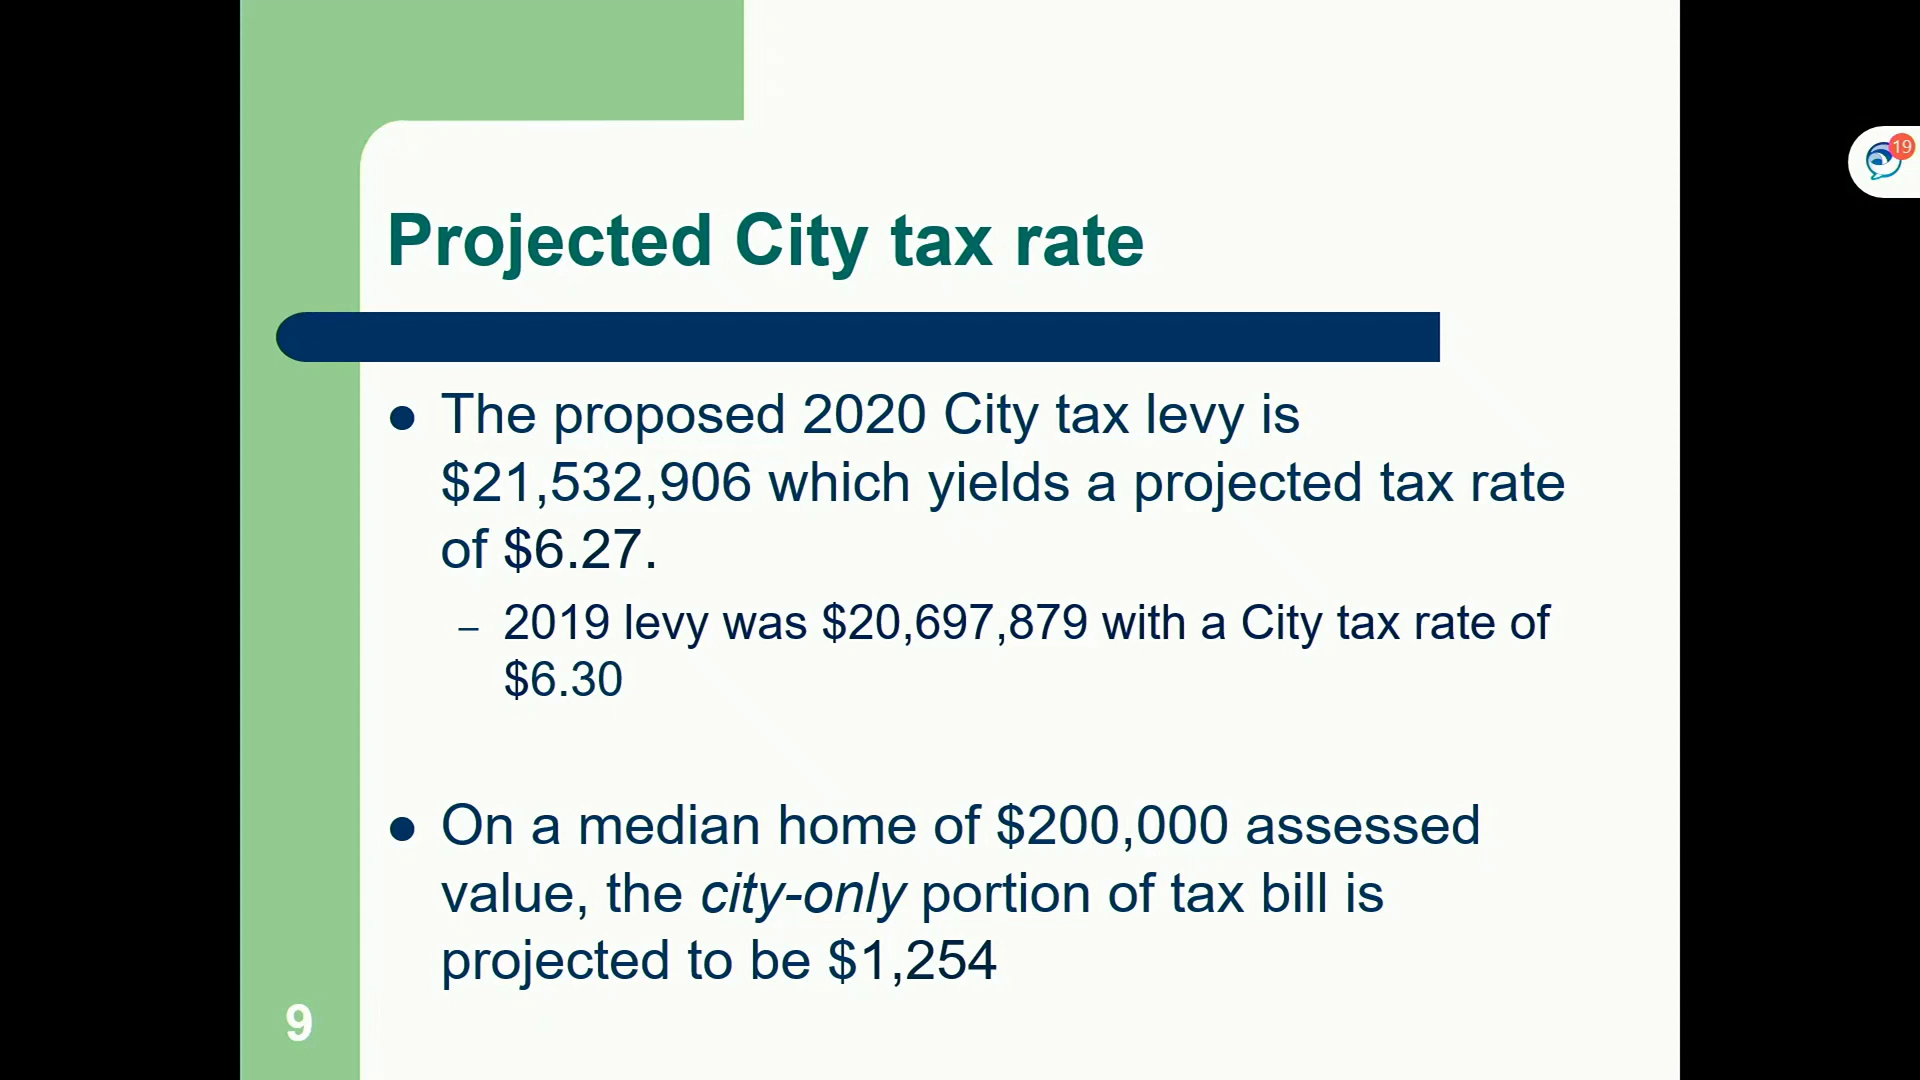 19
Projected City tax rate
● The proposed 2020 City tax levy is
$21,532,906 which yields a projected tax rate
of $6.27.
– 2019 levy was $20,697,879 with a City tax rate of
$6.30
● On a median home of $200,000 assessed
value, the city-only portion of tax bill is
projected to be $1,254
9